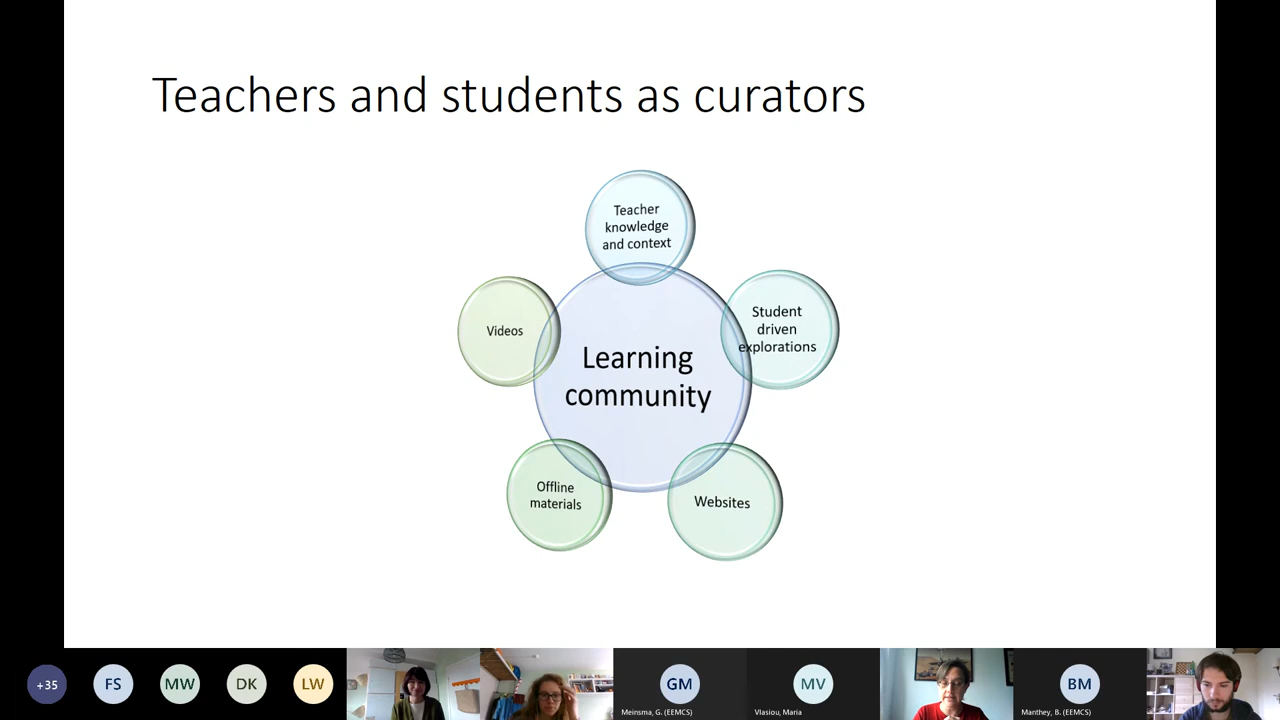 Teachers and students as curators
Teacher
knowledge
and context
Student
driven
explorations
Videos
Learning
community
Offline
materials
Websites
+35
FS
MW
DK
LW
GM
Meinsma, G. (EEMCS)
MV
Vlasiou, Maria
BM
Manthey, B. (EEMCS)